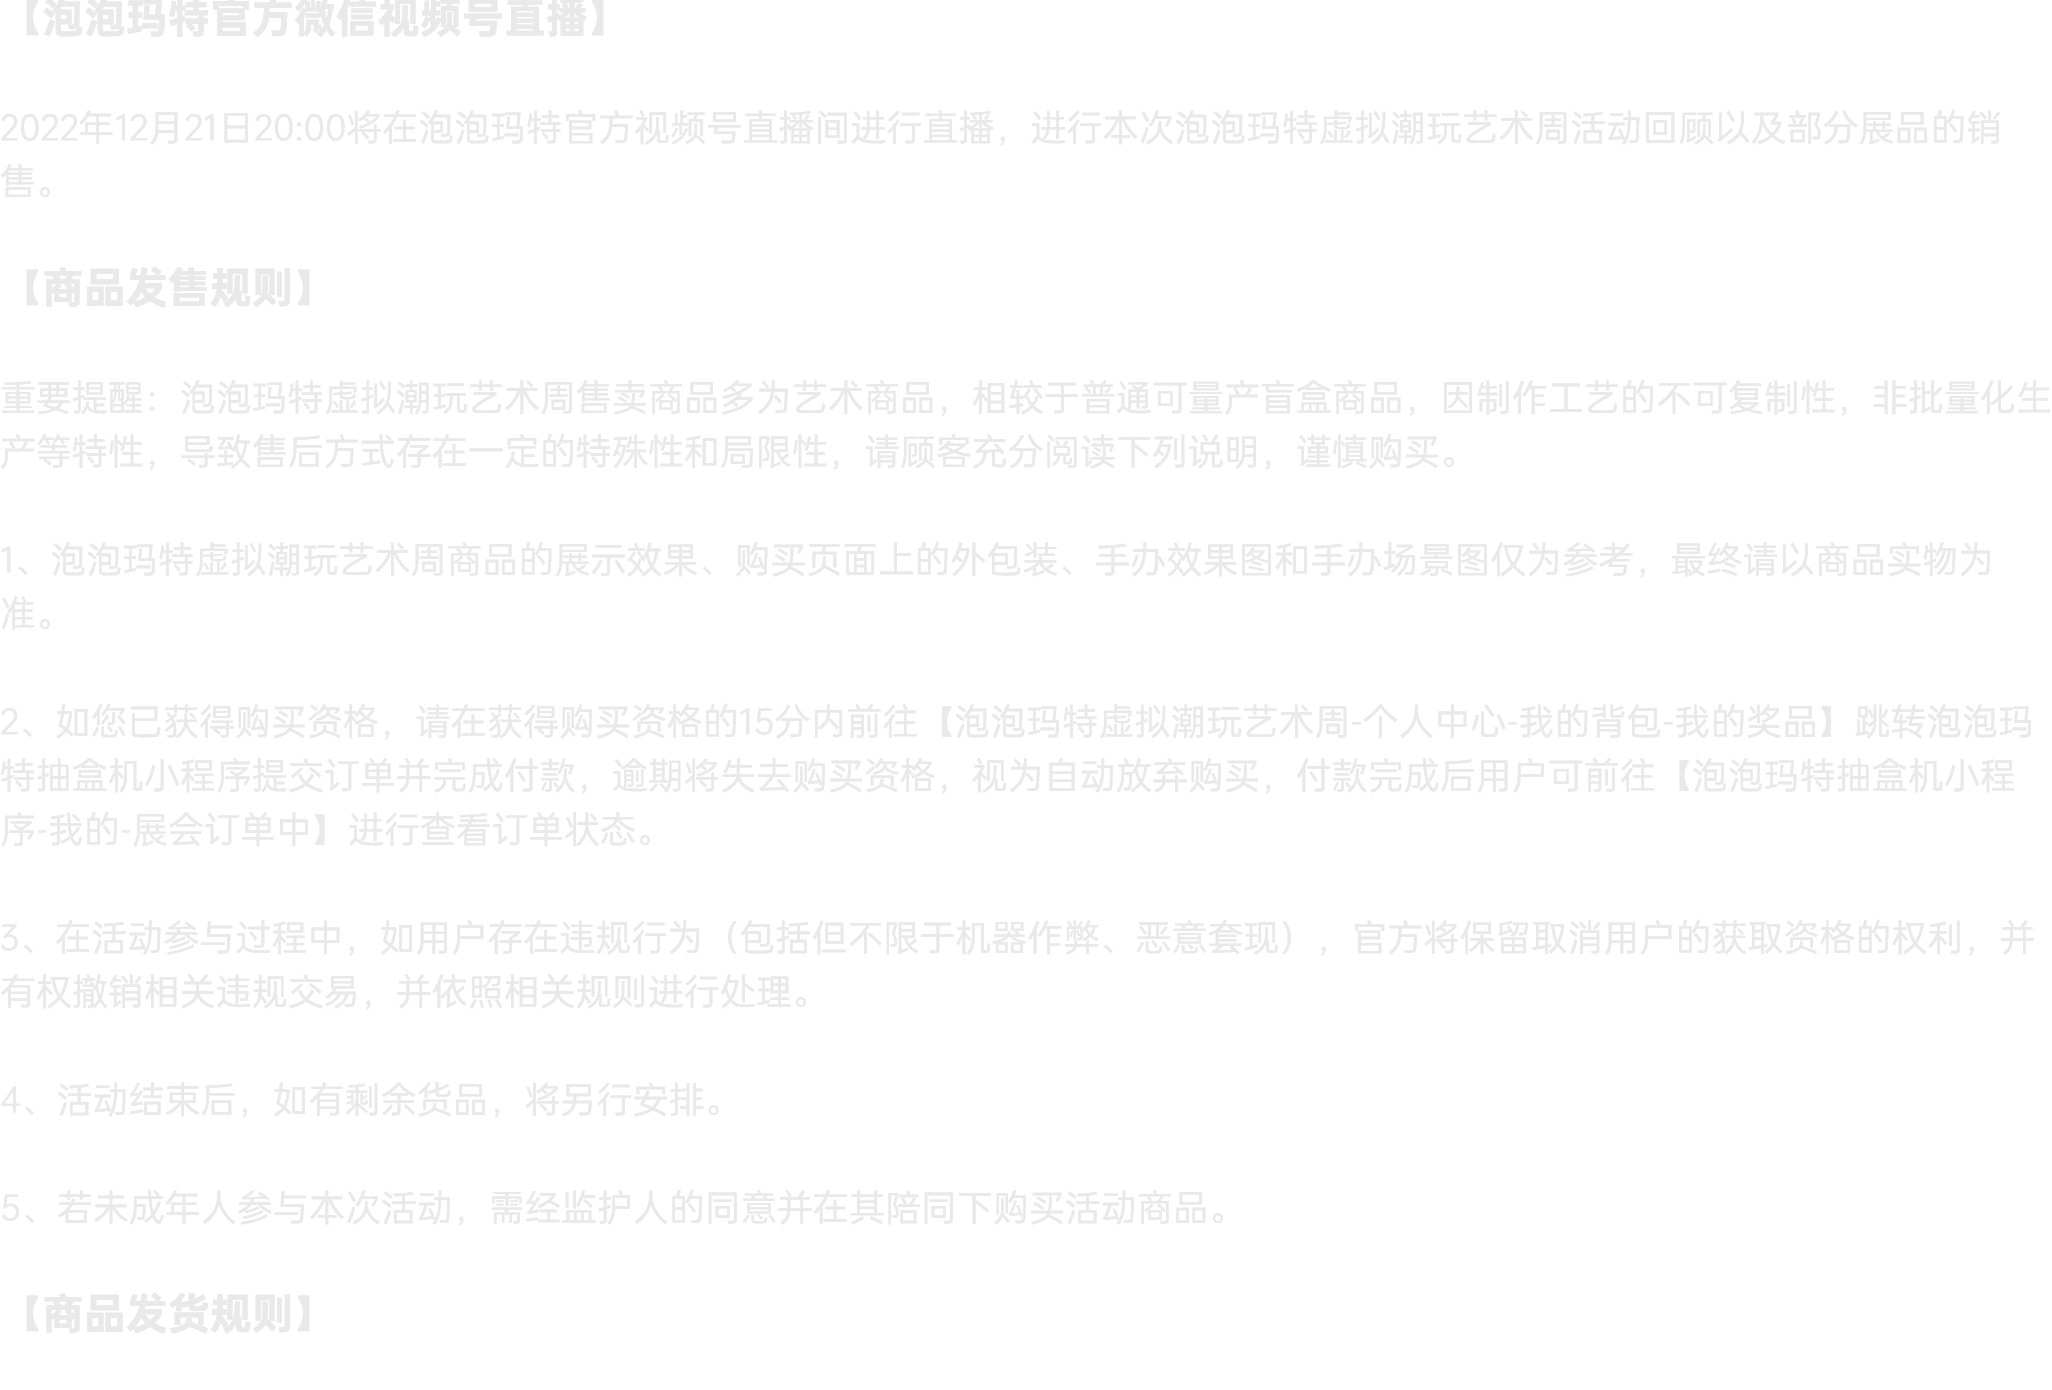 【泡泡玛特官方微信视频号直播】
2022年12月21日20:00将在泡泡玛特官方视频号直播间进行直播，进行本次泡泡玛特虚拟潮玩艺术周活动回顾以及部分展品的销
售。
【商品发售规则】
重要提醒：泡泡玛特虚拟潮玩艺术周售卖商品多为艺术商品，相较于普通可量产盲盒商品，因制作工艺的不可复制性，非批量化生
产等特性，导致售后方式存在一定的特殊性和局限性，请顾客充分阅读下列说明，谨慎购买。
1、泡泡玛特虚拟潮玩艺术周商品的展示效果、购买页面上的外包装、手办效果图和手办场景图仅为参考，最终请以商品实物为
准。
2、如您已获得购买资格，请在获得购买资格的15分内前往【泡泡玛特虚拟潮玩艺术周-个人中心-我的背包-我的奖品】跳转泡泡玛
特抽盒机小程序提交订单并完成付款，逾期将失去购买资格，视为自动放弃购买，付款完成后用户可前往【泡泡玛特抽盒机小程
序-我的-展会订单中】进行查看订单状态。
3、在活动参与过程中，如用户存在违规行为（包括但不限于机器作弊、恶意套现），官方将保留取消用户的获取资格的权利，并
有权撤销相关违规交易，并依照相关规则进行处理。
4、活动结束后，如有剩余货品，将另行安排。
5、若未成年人参与本次活动，需经监护人的同意并在其陪同下购买活动商品。
【商品发货规则】